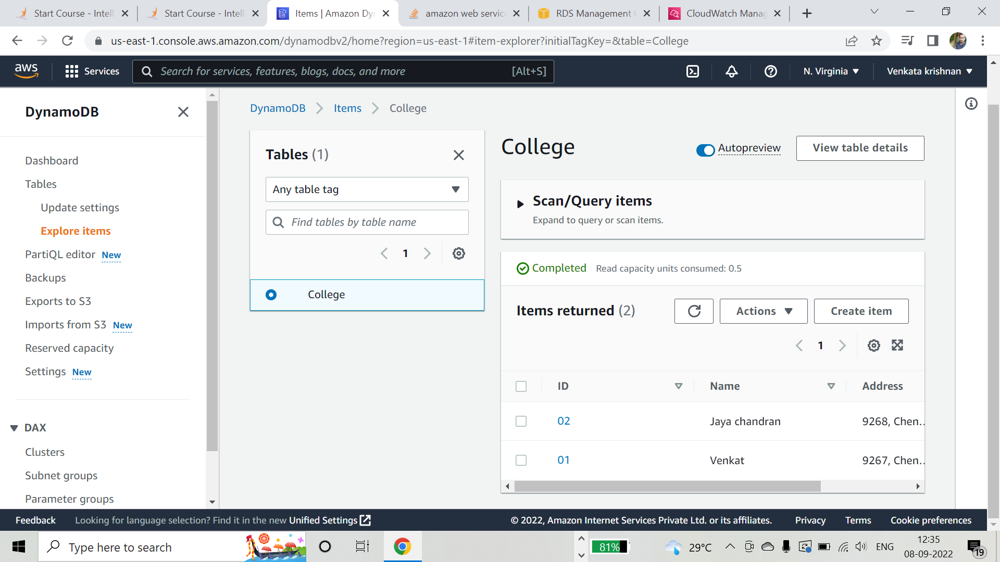 Start Course - Intell
Start Course - Intell
Items | Amazon Dyn
amazon web servic
RDS Management C
CloudWatch Manag
us-east-1.console.aws.amazon.com/dynamodbv2/home?region=us-east-1#item-explorer?initialTagKey=&table=College
aws
Services
Search for services, features, blogs, docs, and more
[Alt+S]
N. Virginia
Venkata krishnan
DynamoDB
Dashboard
Tables
Update settings
Explore items
PartiQL editor New
Backups
Exports to S3
Imports from S3 New
Reserved capacity
Settings New
DAX
Clusters
Subnet groups
Parameter groups
DynamoDB
Items
College
Tables (1)
Any table tag
Find tables by table name
1
College
College
Autopreview
View table details
Scan/Query items
Expand to query or scan items.
Completed Read capacity units consumed: 0.5
Items returned (2)
Actions
Create item
1
ID Name Address
02 Jaya chandran 9268, Chen...
01 Venkat 9267, Chen...
Feedback Looking for language selection? Find it in the new Unified Settings
© 2022, Amazon Internet Services Private Ltd. or its affiliates. Privacy Terms Cookie preferences
Type here to search
81%
29°C
ENG
12:35
08-09-2022
19